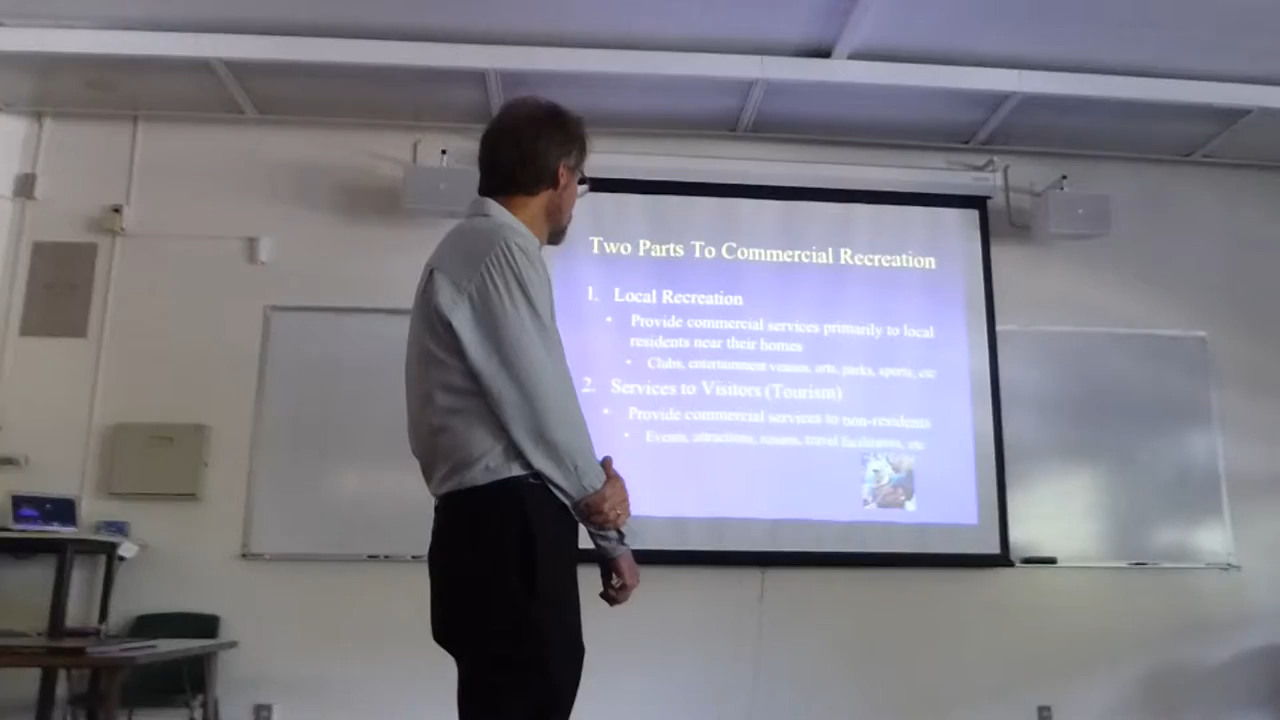 Two Parts To Commercial Recreation
1. Local Recreation
• Provide commercial services primarily to local
residents near their homes
• Clubs, entertainment venues, arts, parks, sports, etc
2. Services to Visitors (Tourism)
• Provide commercial services to non-residents
• Events, attractions, resorts, travel facilitators, etc